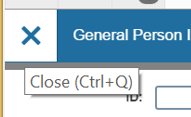 General Person I
Close (Ctrl+Q)
ID: